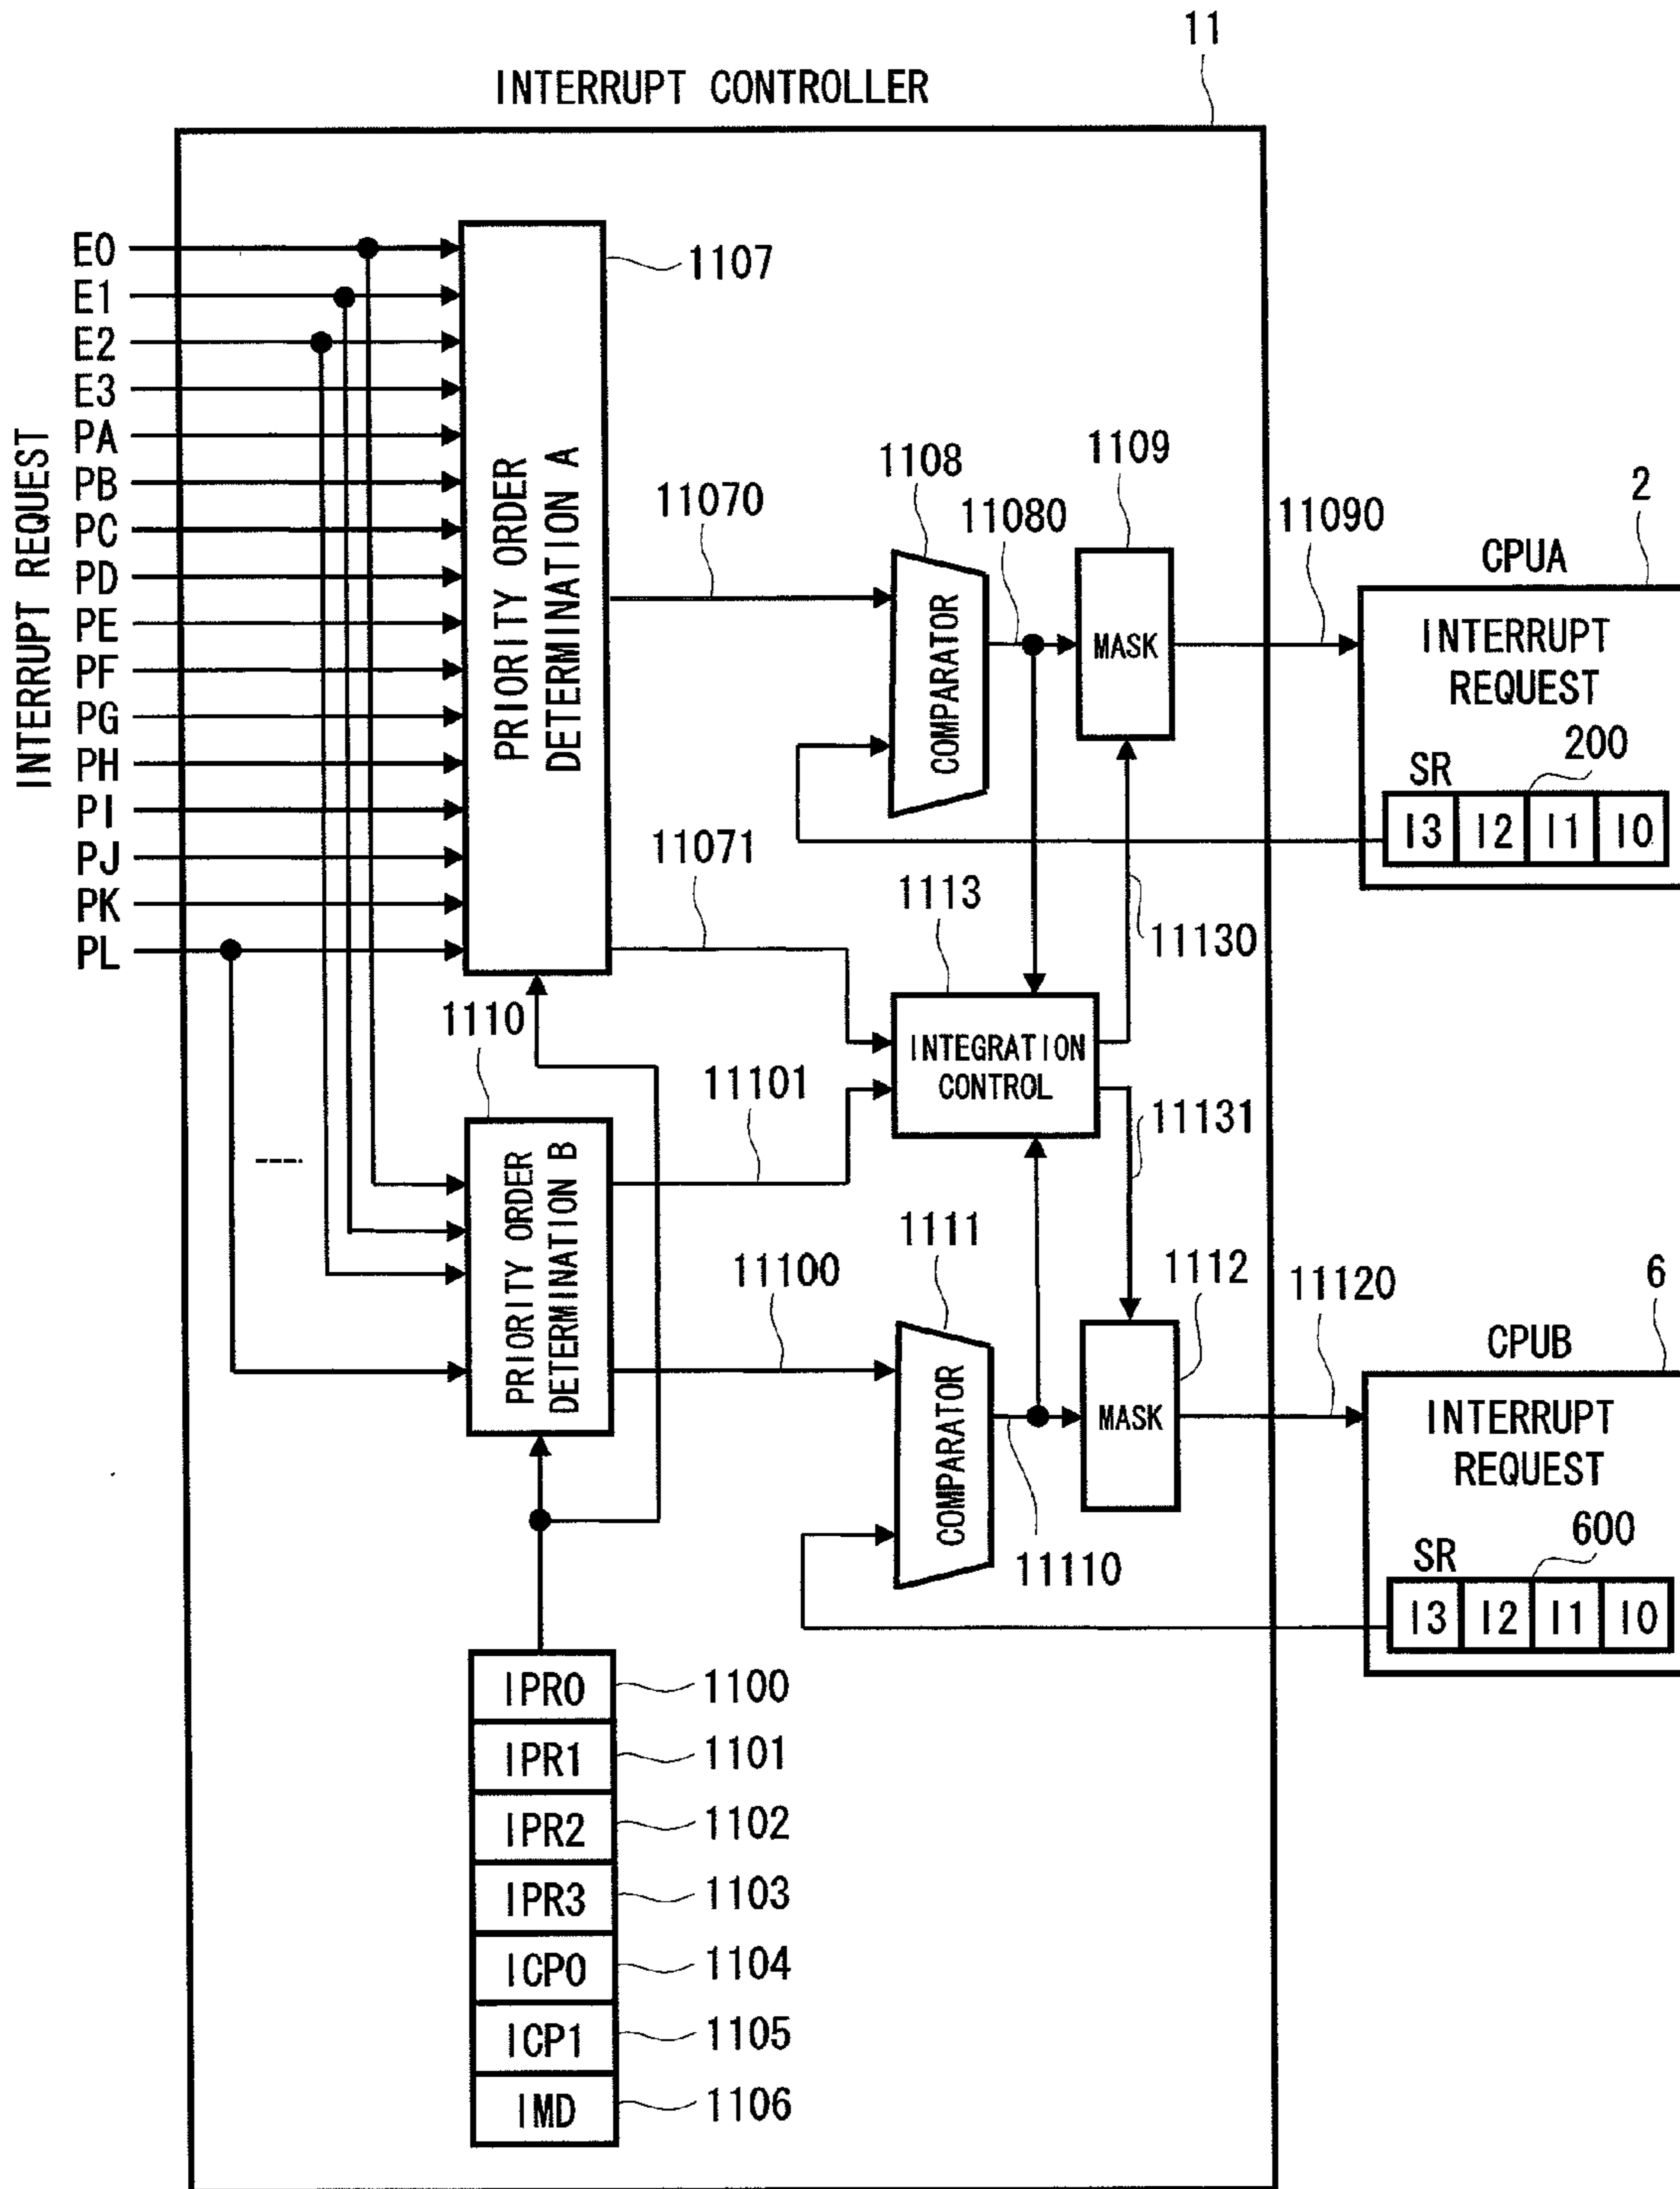 11
INTERRUPT CONTROLLER
INTERRUPT REQUEST
E0
E1
E2
E3
PA
PB
PC
PD
PE
PF
PG
PH
PI
PJ
PK
PL
PRIORITY ORDER
DETERMINATION A
1107
11070
11071
1108
COMPARATOR
11080
1109
MASK
11090
2
CPUA
INTERRUPT
REQUEST
200
SR
I3 I2 I1 I0
1113
INTEGRATION
CONTROL
11130
11131
1110
PRIORITY ORDER
DETERMINATION B
11101
11100
1111
COMPARATOR
11110
1112
MASK
11120
6
CPUB
INTERRUPT
REQUEST
600
SR
I3 I2 I1 I0
IPR0 1100
IPR1 1101
IPR2 1102
IPR3 1103
ICP0 1104
ICP1 1105
IMD 1106